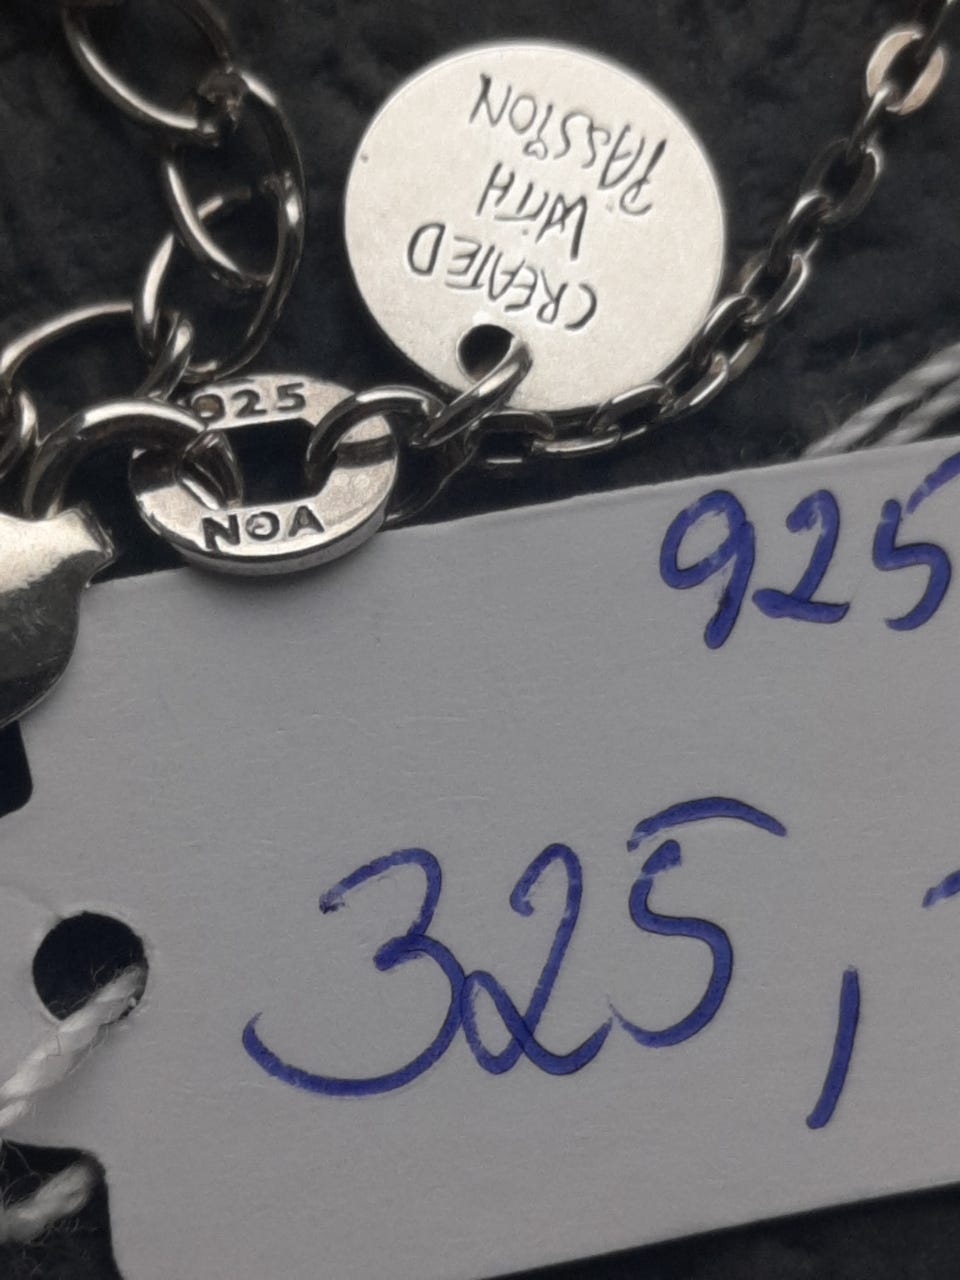 CREATED
WITH
PASSION
925
NOA
925
325,-